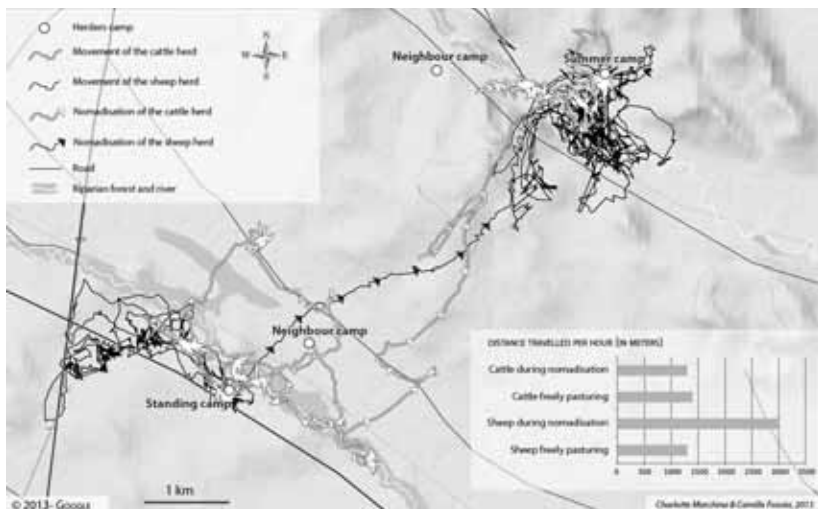 Herders camp
Movement of the cattle herd
Movement of the sheep herd
Nomadisation of the cattle herd
Nomadisation of the sheep herd
Road
Riparian forest and river
N
W E
S
Neighbour camp
Summer camp
Neighbour camp
Standing camp
DISTANCE TRAVELLED PER HOUR (IN METERS)
Cattle during nomadisation
Cattle freely pasturing
Sheep during nomadisation
Sheep freely pasturing
0 500 1000 1500 2000 2500 3000 3500
1 km
© 2013- GOOGLE
Charlotte Marchina &